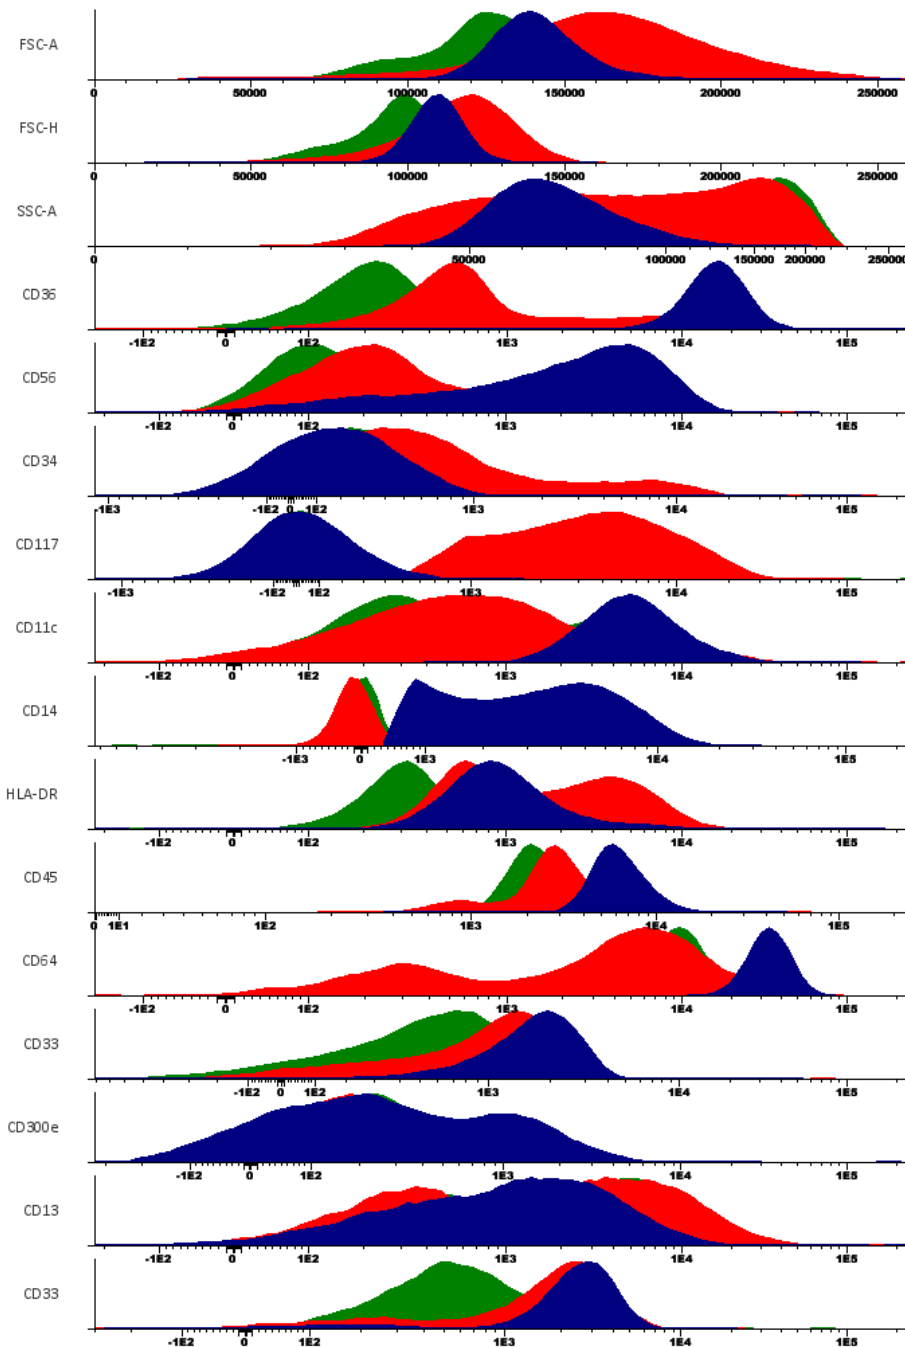 FSC-A
0 50000 100000 150000 200000 250000
FSC-H
0 50000 100000 150000 200000 250000
SSC-A
0 50000 100000 150000 200000 250000
CD36
-1E2 0 1E2 1E3 1E4 1E5
CD56
-1E2 0 1E2 1E3 1E4 1E5
CD34
-1E3 -1E2 0 1E2 1E3 1E4 1E5
CD117
-1E3 -1E2 1E2 1E3 1E4 1E5
CD11c
-1E2 0 1E2 1E3 1E4 1E5
CD14
-1E3 0 1E3 1E4 1E5
HLA-DR
-1E2 0 1E2 1E3 1E4 1E5
CD45
0 1E1 1E2 1E3 1E4 1E5
CD64
-1E2 0 1E2 1E3 1E4 1E5
CD33
-1E2 0 1E2 1E3 1E4 1E5
CD300e
-1E2 0 1E2 1E3 1E4 1E5
CD13
-1E2 0 1E2 1E3 1E4 1E5
CD33
-1E2 0 1E2 1E3 1E4 1E5